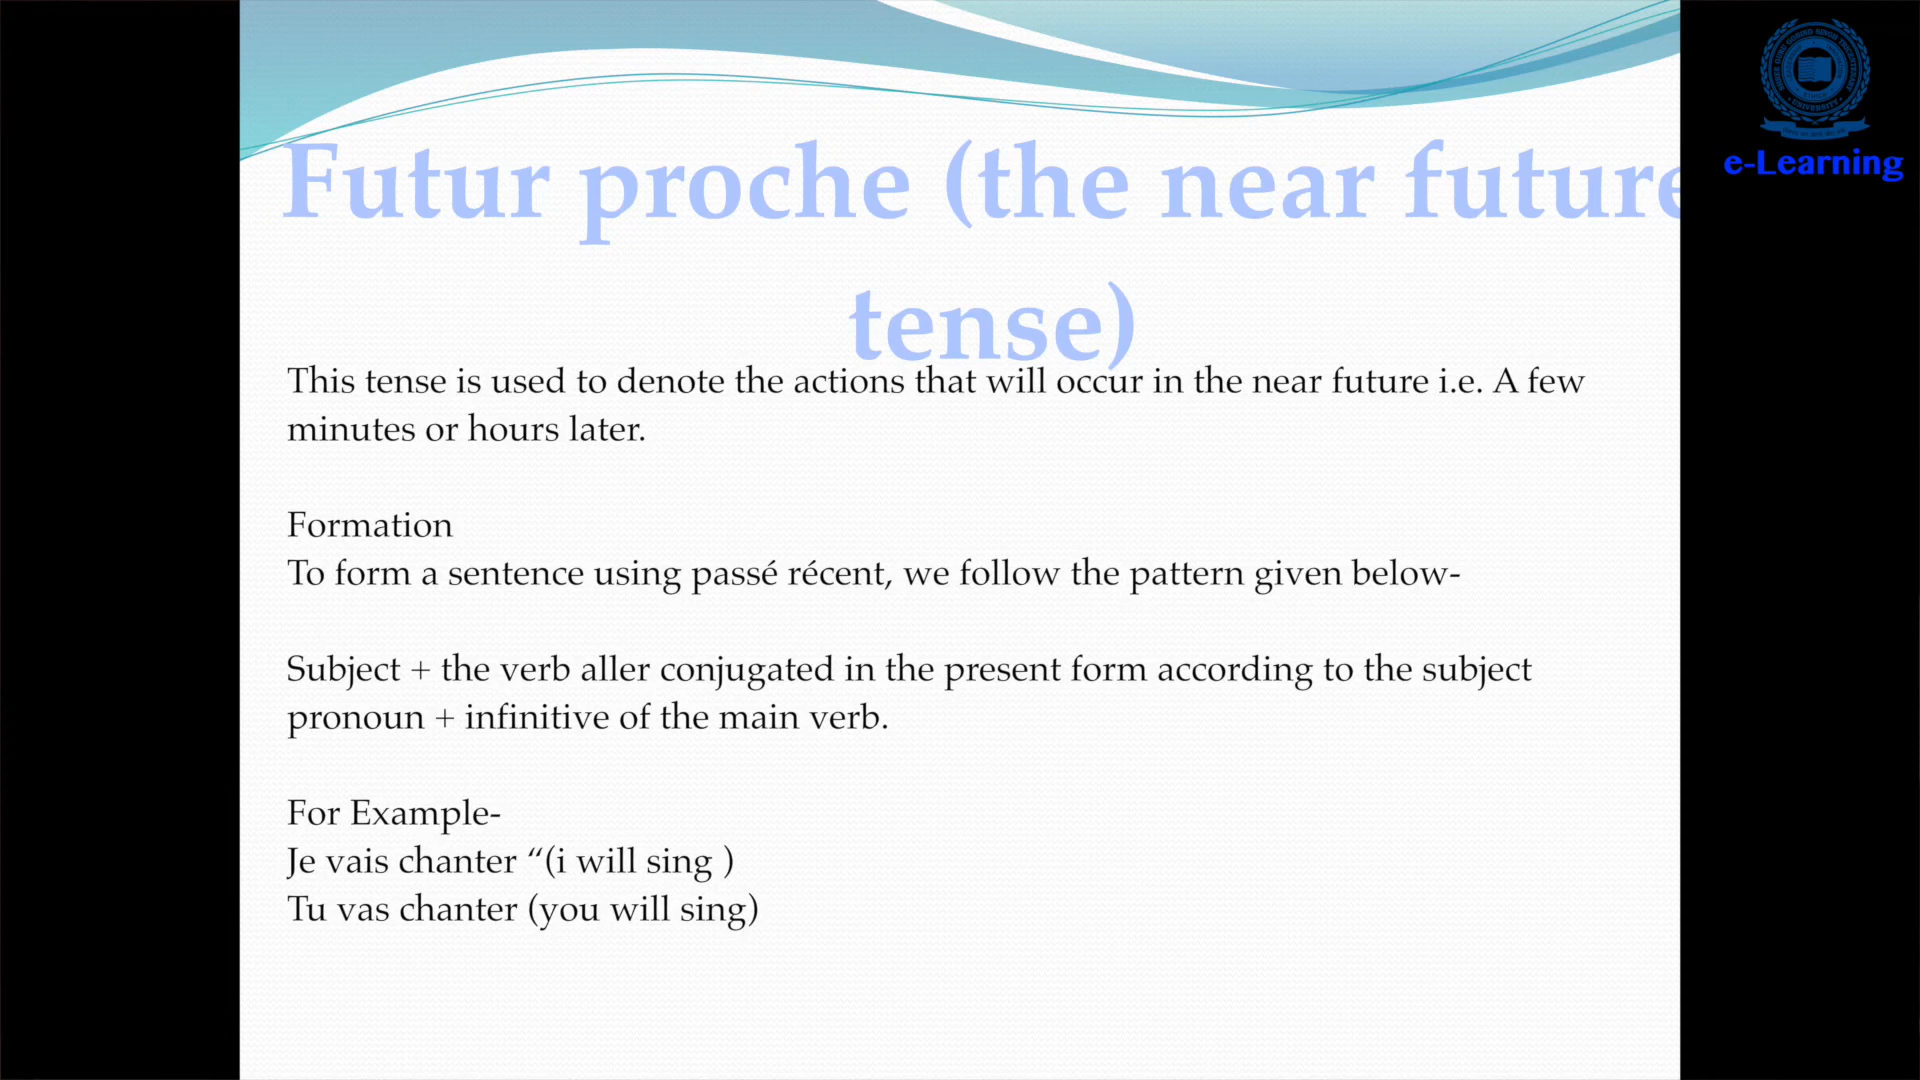 Futur proche (the near future
tense)
This tense is used to denote the actions that will occur in the near future i.e. A few
minutes or hours later.
Formation
To form a sentence using passé récent, we follow the pattern given below-
Subject + the verb aller conjugated in the present form according to the subject
pronoun + infinitive of the main verb.
For Example-
Je vais chanter “(i will sing )
Tu vas chanter (you will sing)
UNIVERSITY
e-Learning